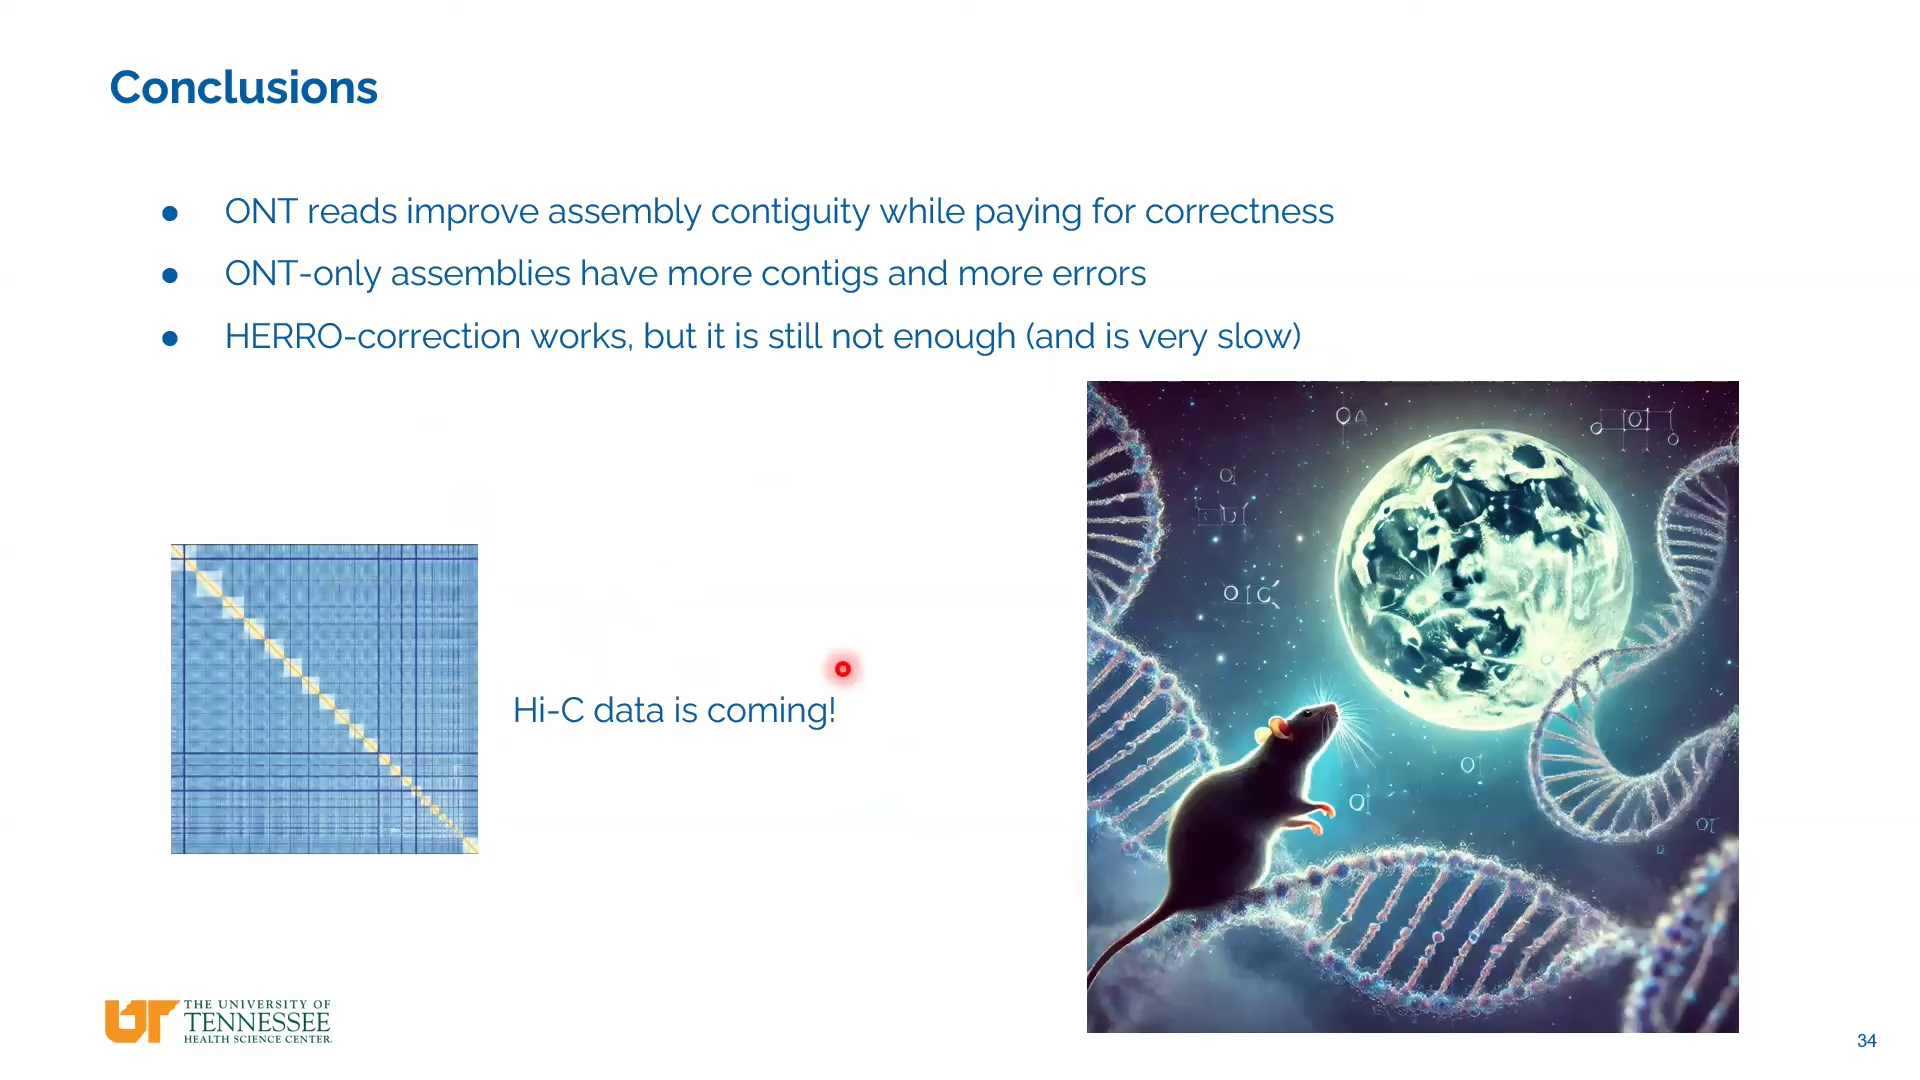 Conclusions
● ONT reads improve assembly contiguity while paying for correctness
● ONT-only assemblies have more contigs and more errors
● HERRO-correction works, but it is still not enough (and is very slow)
Hi-C data is coming!
UT
THE UNIVERSITY OF
TENNESSEE
HEALTH SCIENCE CENTER.
34